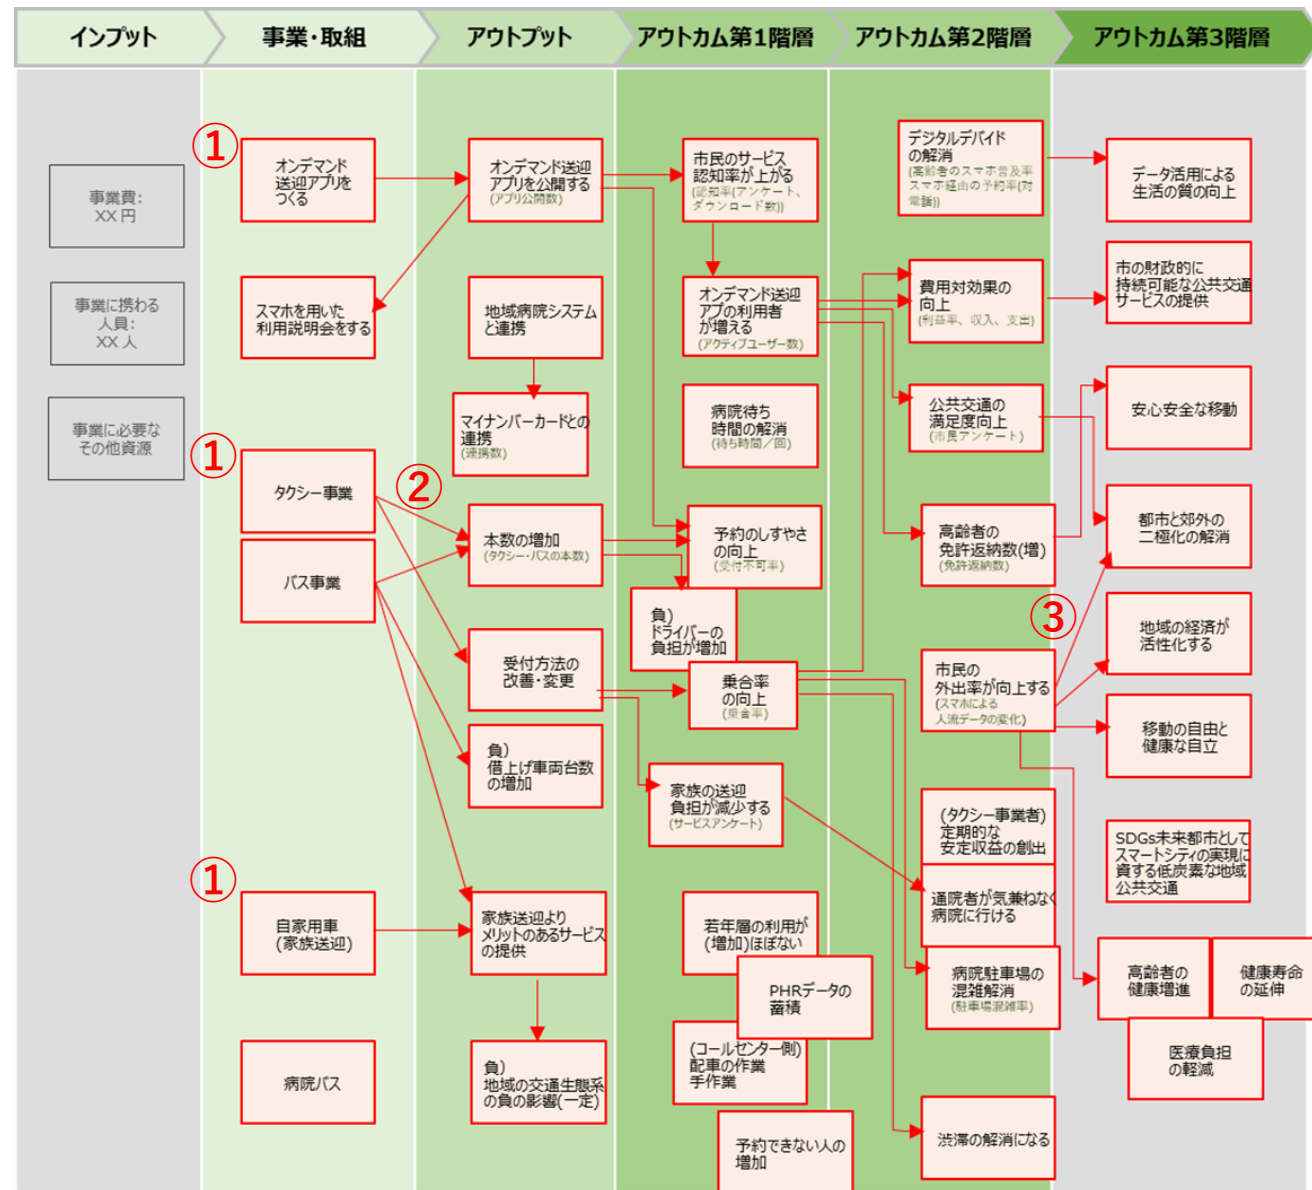 インプット
事業・取組
アウトプット
アウトカム第1階層
アウトカム第2階層
アウトカム第3階層
事業費：
XX 円
事業に携わる
人員：
XX 人
事業に必要な
その他資源
①
オンデマンド
送迎アプリを
つくる
スマホを用いた
利用説明会をする
①
タクシー事業
バス事業
①
自家用車
(家族送迎)
病院バス
オンデマンド送迎
アプリを公開する
(アプリ公開数)
地域病院システム
と連携
マイナンバーカードとの
連携
(連携数)
②
本数の増加
(タクシー・バスの本数)
受付方法の
改善・変更
負）
借上げ車両台数
の増加
家族送迎より
メリットのあるサービス
の提供
負）
地域の交通生態系
の負の影響(一定)
市民のサービス
認知率が上がる
(認知率(アンケート、
ダウンロード数))
オンデマンド送迎
アプの利用者
が増える
(アクティブユーザー数)
病院待ち
時間の解消
(待ち時間／回)
予約のしすやさ
の向上
(受付不可率)
負）
ドライバーの
負担が増加
乗合率
の向上
(乗合率)
家族の送迎
負担が減少する
(サービスアンケート)
若年層の利用が
(増加)ほぼない
PHRデータの
蓄積
(コールセンター側)
配車の作業
手作業
予約できない人の
増加
デジタルデバイド
の解消
(高齢者のスマホ普及率
スマホ経由の予約率(対
電話))
費用対効果の
向上
(利益率、収入、支出)
公共交通の
満足度向上
(市民アンケート)
高齢者の
免許返納数(増)
(免許返納数)
③
市民の
外出率が向上する
(スマホによる
人流データの変化)
(タクシー事業者)
定期的な
安定収益の創出
通院者が気兼ねなく
病院に行ける
病院駐車場の
混雑解消
(駐車場混雑率)
渋滞の解消になる
データ活用による
生活の質の向上
市の財政的に
持続可能な公共交通
サービスの提供
安心安全な移動
都市と郊外の
二極化の解消
地域の経済が
活性化する
移動の自由と
健康な自立
SDGs未来都市として
スマートシティの実現に
資する低炭素な地域
公共交通
高齢者の
健康増進
健康寿命
の延伸
医療負担
の軽減